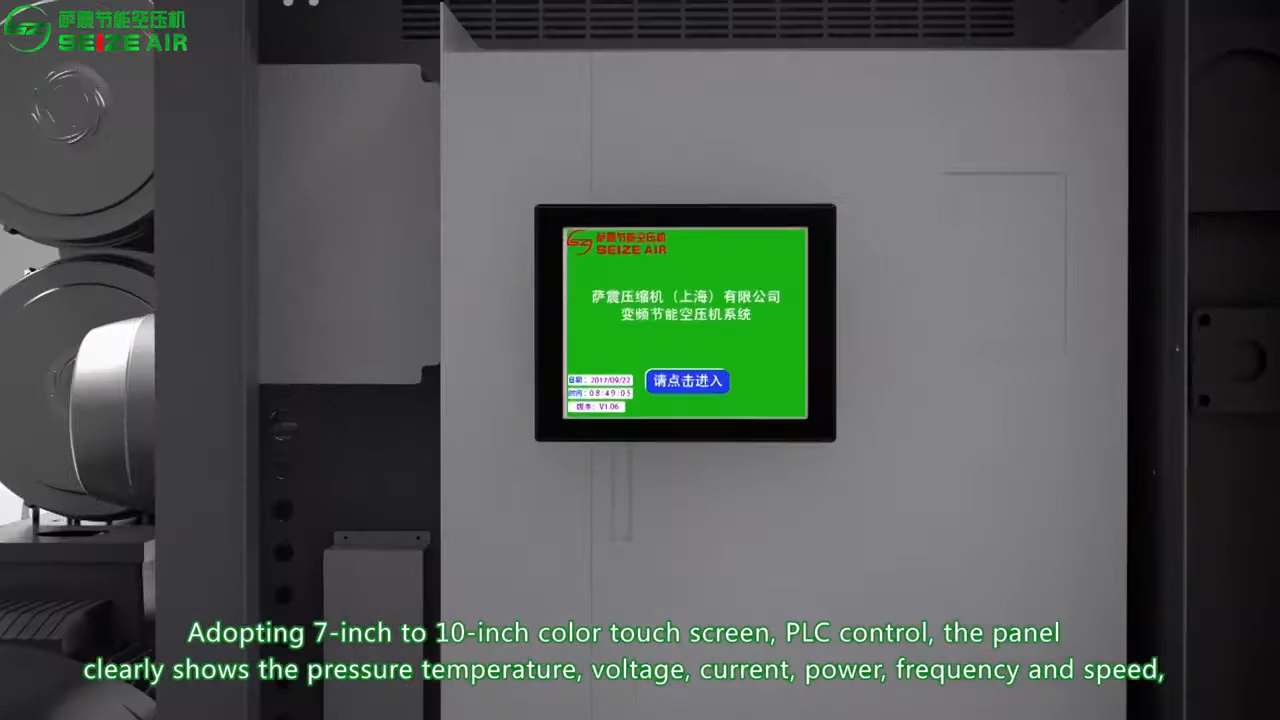 萨震节能空压机
SEIZE AIR
萨震节能空压机
SEIZE AIR
萨震压缩机（上海）有限公司
变频节能空压机系统
请点击进入
日期：2017/09/22
时间：08:49:05
版本：V1.06
Adopting 7-inch to 10-inch color touch screen, PLC control, the panel
clearly shows the pressure temperature, voltage, current, power, frequency and speed,